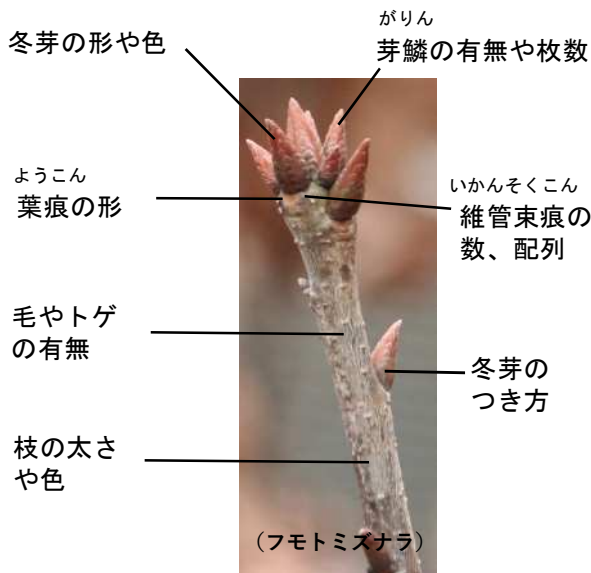 冬芽の形や色
がりん
芽鱗の有無や枚数
ようこん
葉痕の形
いかんそくこん
維管束痕の
数、配列
毛やトゲ
の有無
冬芽の
つき方
枝の太さ
や色
(フモトミズナラ)